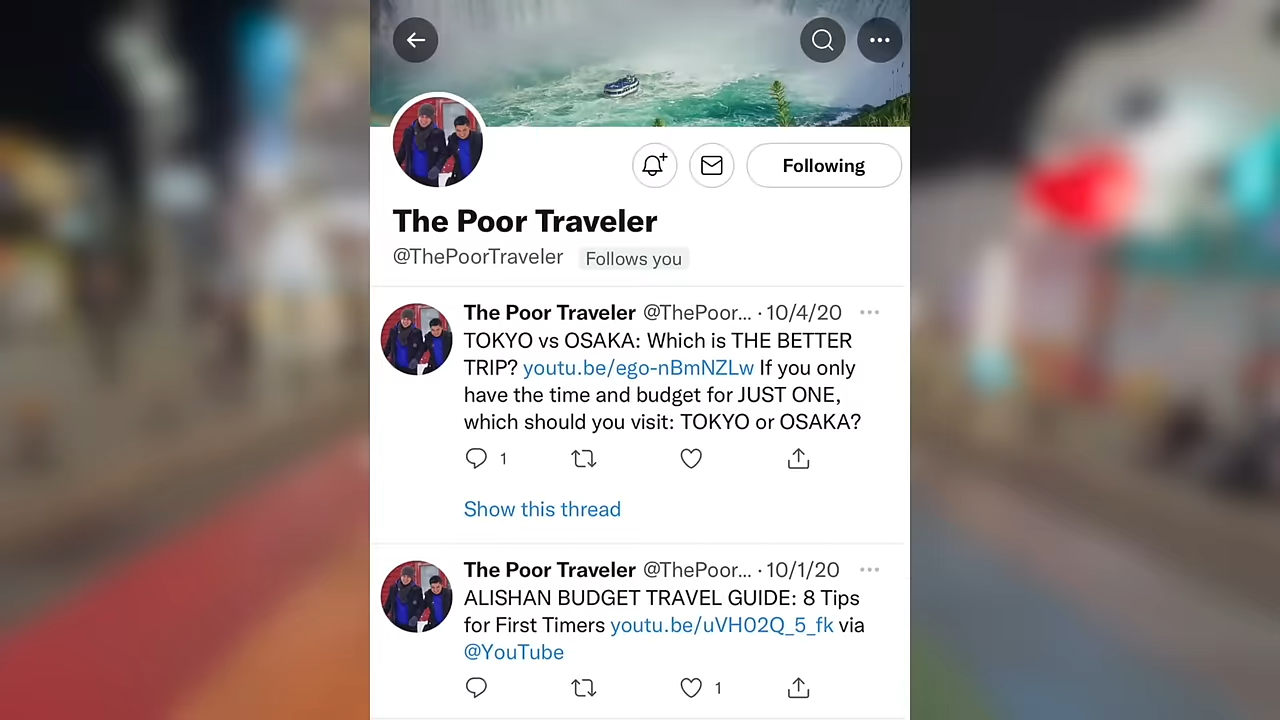 Following
The Poor Traveler
@ThePoorTraveler Follows you
The Poor Traveler @ThePoor... · 10/4/20
TOKYO vs OSAKA: Which is THE BETTER
TRIP? youtu.be/ego-nBmNZLw If you only
have the time and budget for JUST ONE,
which should you visit: TOKYO or OSAKA?
1
Show this thread
The Poor Traveler @ThePoor... · 10/1/20
ALISHAN BUDGET TRAVEL GUIDE: 8 Tips
for First Timers youtu.be/uVH02Q_5_fk via
@YouTube
1